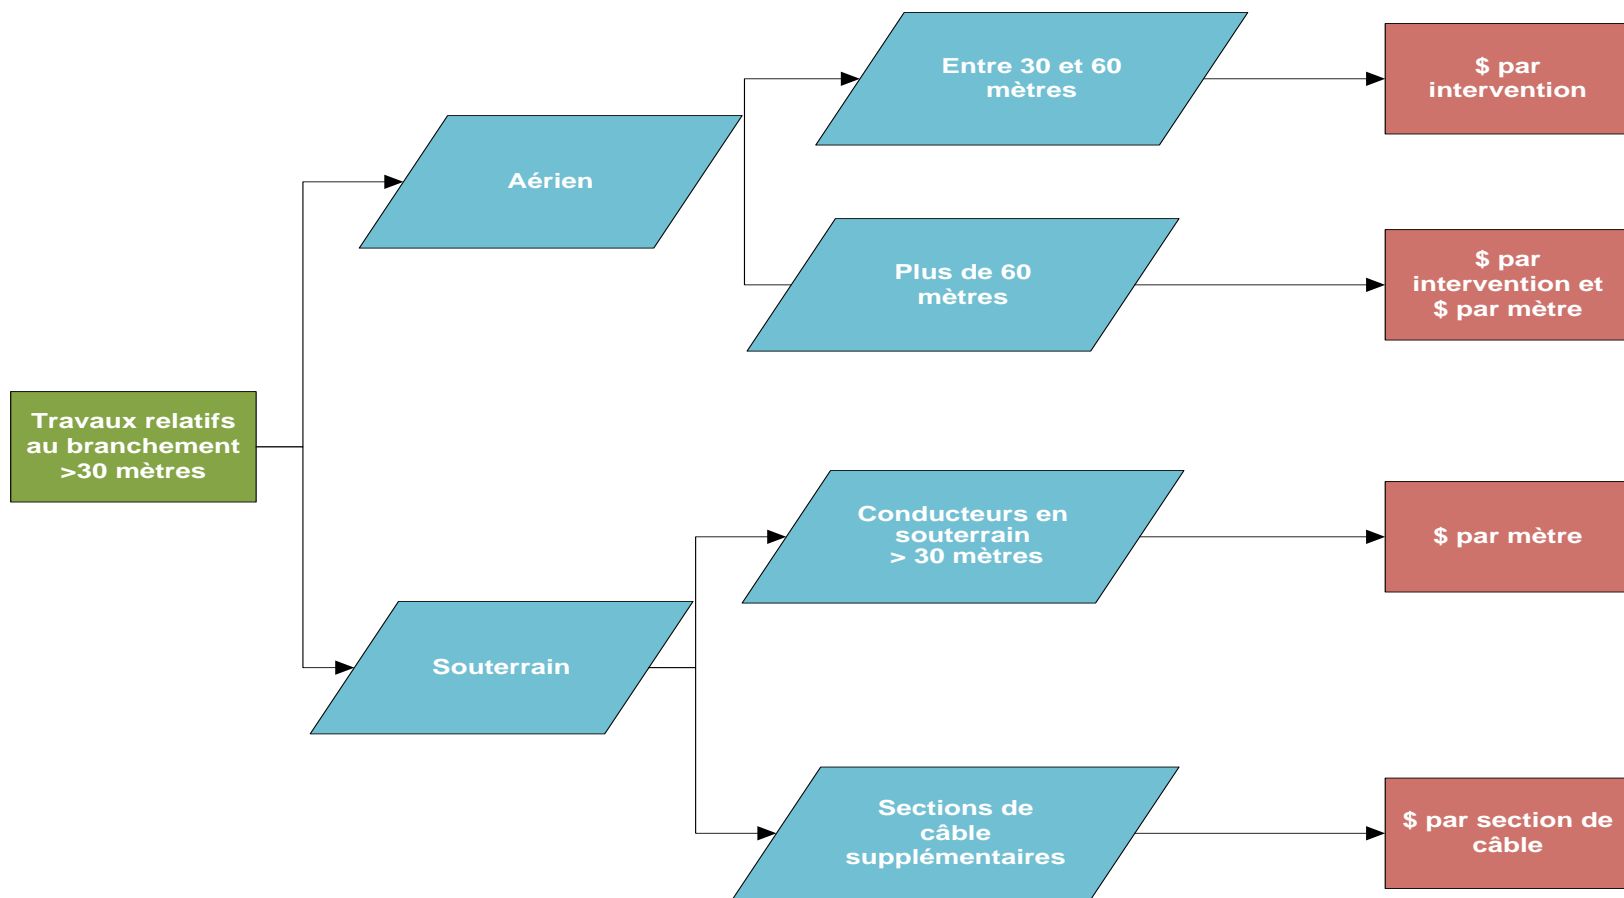 Travaux relatifs
au branchement
>30 mètres
Aérien
Entre 30 et 60
mètres
$ par
intervention
Plus de 60
mètres
$ par
intervention et
$ par mètre
Souterrain
Conducteurs en
souterrain
> 30 mètres
$ par mètre
Sections de
câble
supplémentaires
$ par section de
câble